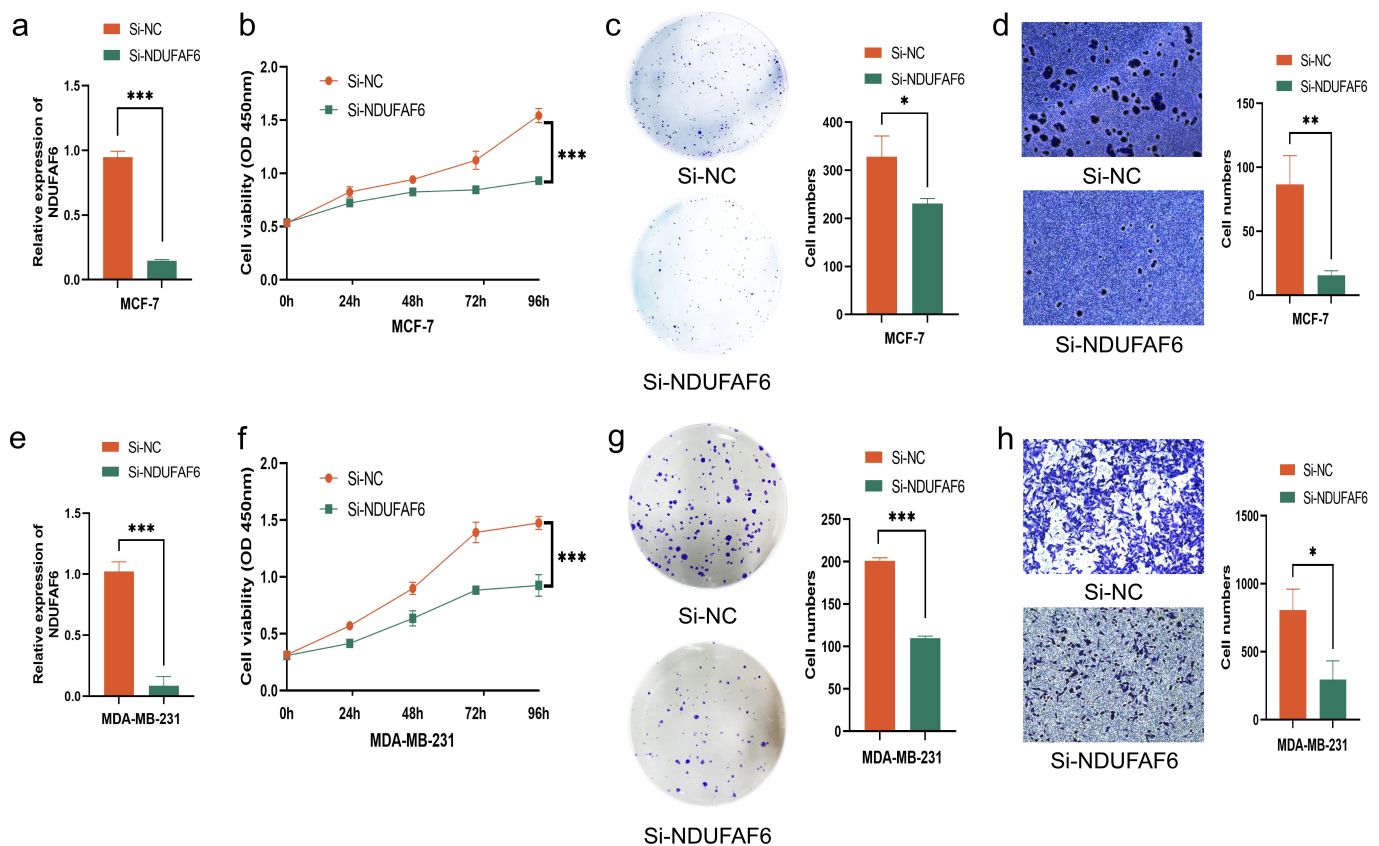 a
Si-NC
Si-NDUFAF6
Relative expression of
NDUFAF6
1.5
1.0
0.5
0.0
***
MCF-7
b
Cell viability (OD 450nm)
2.0
1.5
1.0
0.5
0.0
Si-NC
Si-NDUFAF6
***
0h 24h 48h 72h 96h
MCF-7
c
Si-NC
Si-NDUFAF6
Si-NC
Si-NDUFAF6
Cell numbers
400
300
200
100
0
*
MCF-7
d
Si-NC
Si-NDUFAF6
Si-NC
Si-NDUFAF6
Cell numbers
150
100
50
0
**
MCF-7
e
Si-NC
Si-NDUFAF6
Relative expression of
NDUFAF6
1.5
1.0
0.5
0.0
***
MDA-MB-231
f
Cell viability (OD 450nm)
2.0
1.5
1.0
0.5
0.0
Si-NC
Si-NDUFAF6
***
0h 24h 48h 72h 96h
MDA-MB-231
g
Si-NC
Si-NDUFAF6
Si-NC
Si-NDUFAF6
Cell numbers
250
200
150
100
50
0
***
MDA-MB-231
h
Si-NC
Si-NDUFAF6
Si-NC
Si-NDUFAF6
Cell numbers
1500
1000
500
0
*
MDA-MB-231